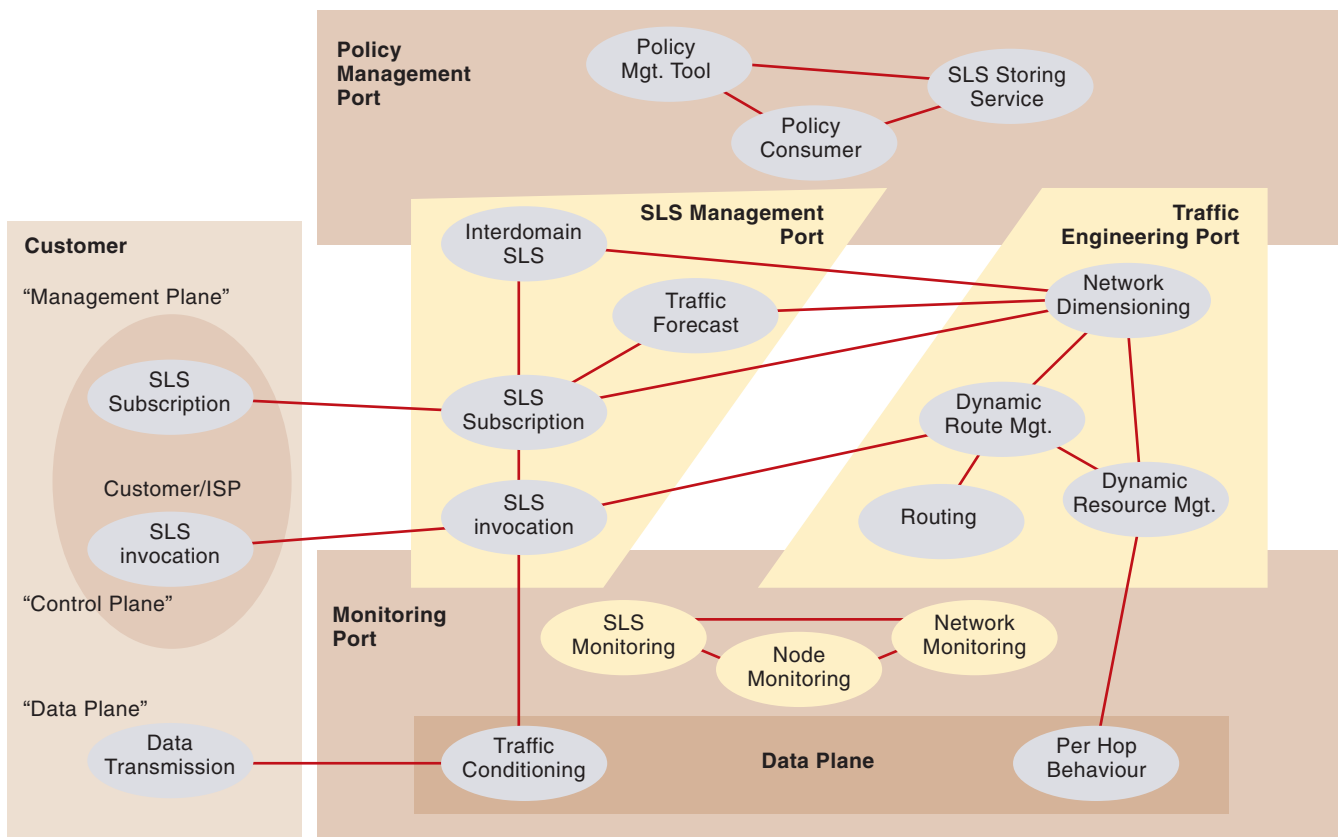 Policy
Management
Port
Policy
Mgt. Tool
SLS Storing
Service
Policy
Consumer
Customer
"Management Plane"
SLS
Subscription
Customer/ISP
SLS
invocation
"Control Plane"
"Data Plane"
Data
Transmission
SLS Management
Port
Interdomain
SLS
Traffic
Forecast
SLS
Subscription
SLS
invocation
Traffic
Engineering Port
Network
Dimensioning
Dynamic
Route Mgt.
Routing
Dynamic
Resource Mgt.
Monitoring
Port
SLS
Monitoring
Node
Monitoring
Network
Monitoring
Traffic
Conditioning
Data Plane
Per Hop
Behaviour